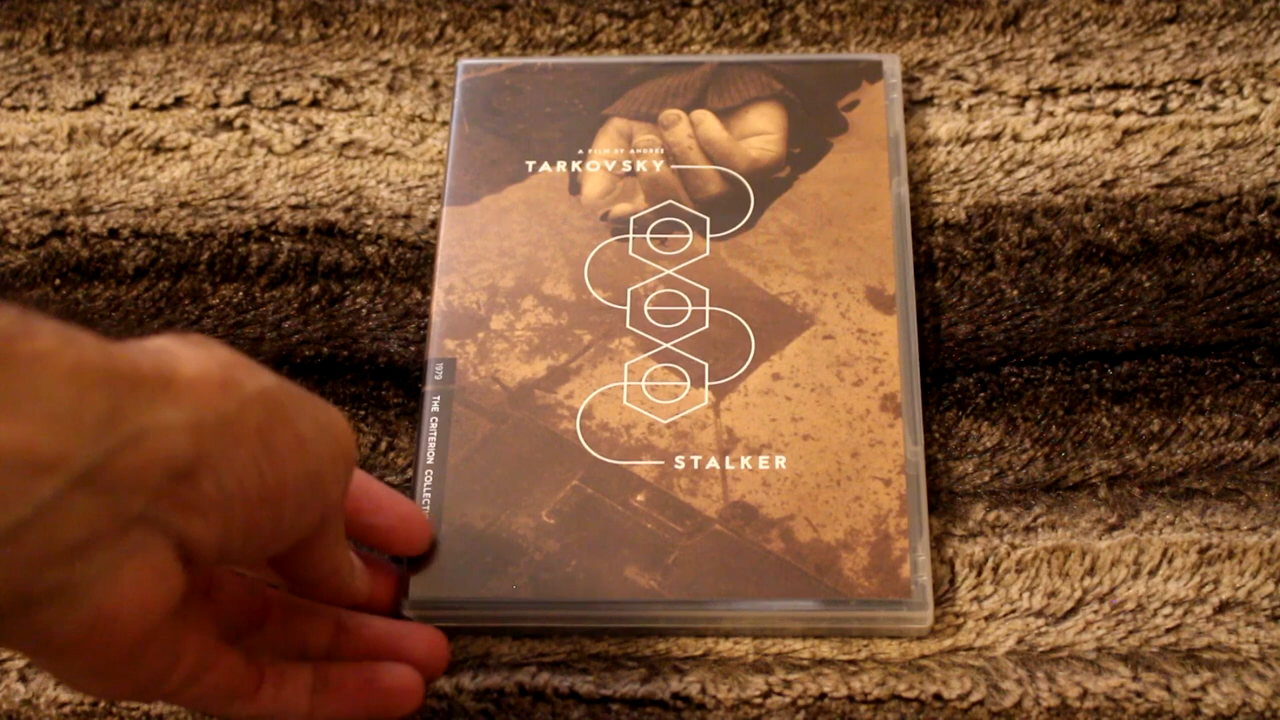 A FILM BY ANDREI
TARKOVSKY
STALKER
1979 THE CRITERION COLLECTI